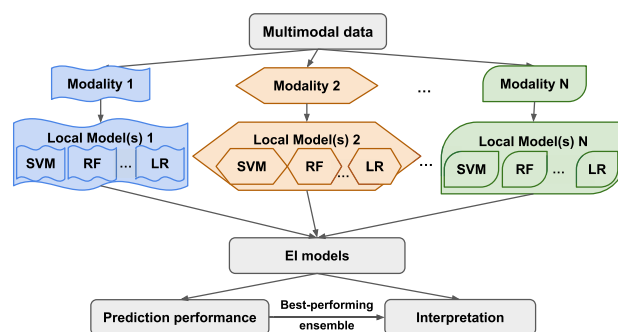 Multimodal data
Modality 1
Modality 2
...
Modality N
Local Model(s) 1
Local Model(s) 2
Local Model(s) N
SVM RF ... LR
SVM RF ... LR
...
SVM RF ... LR
EI models
Prediction performance
Best-performing
ensemble
Interpretation